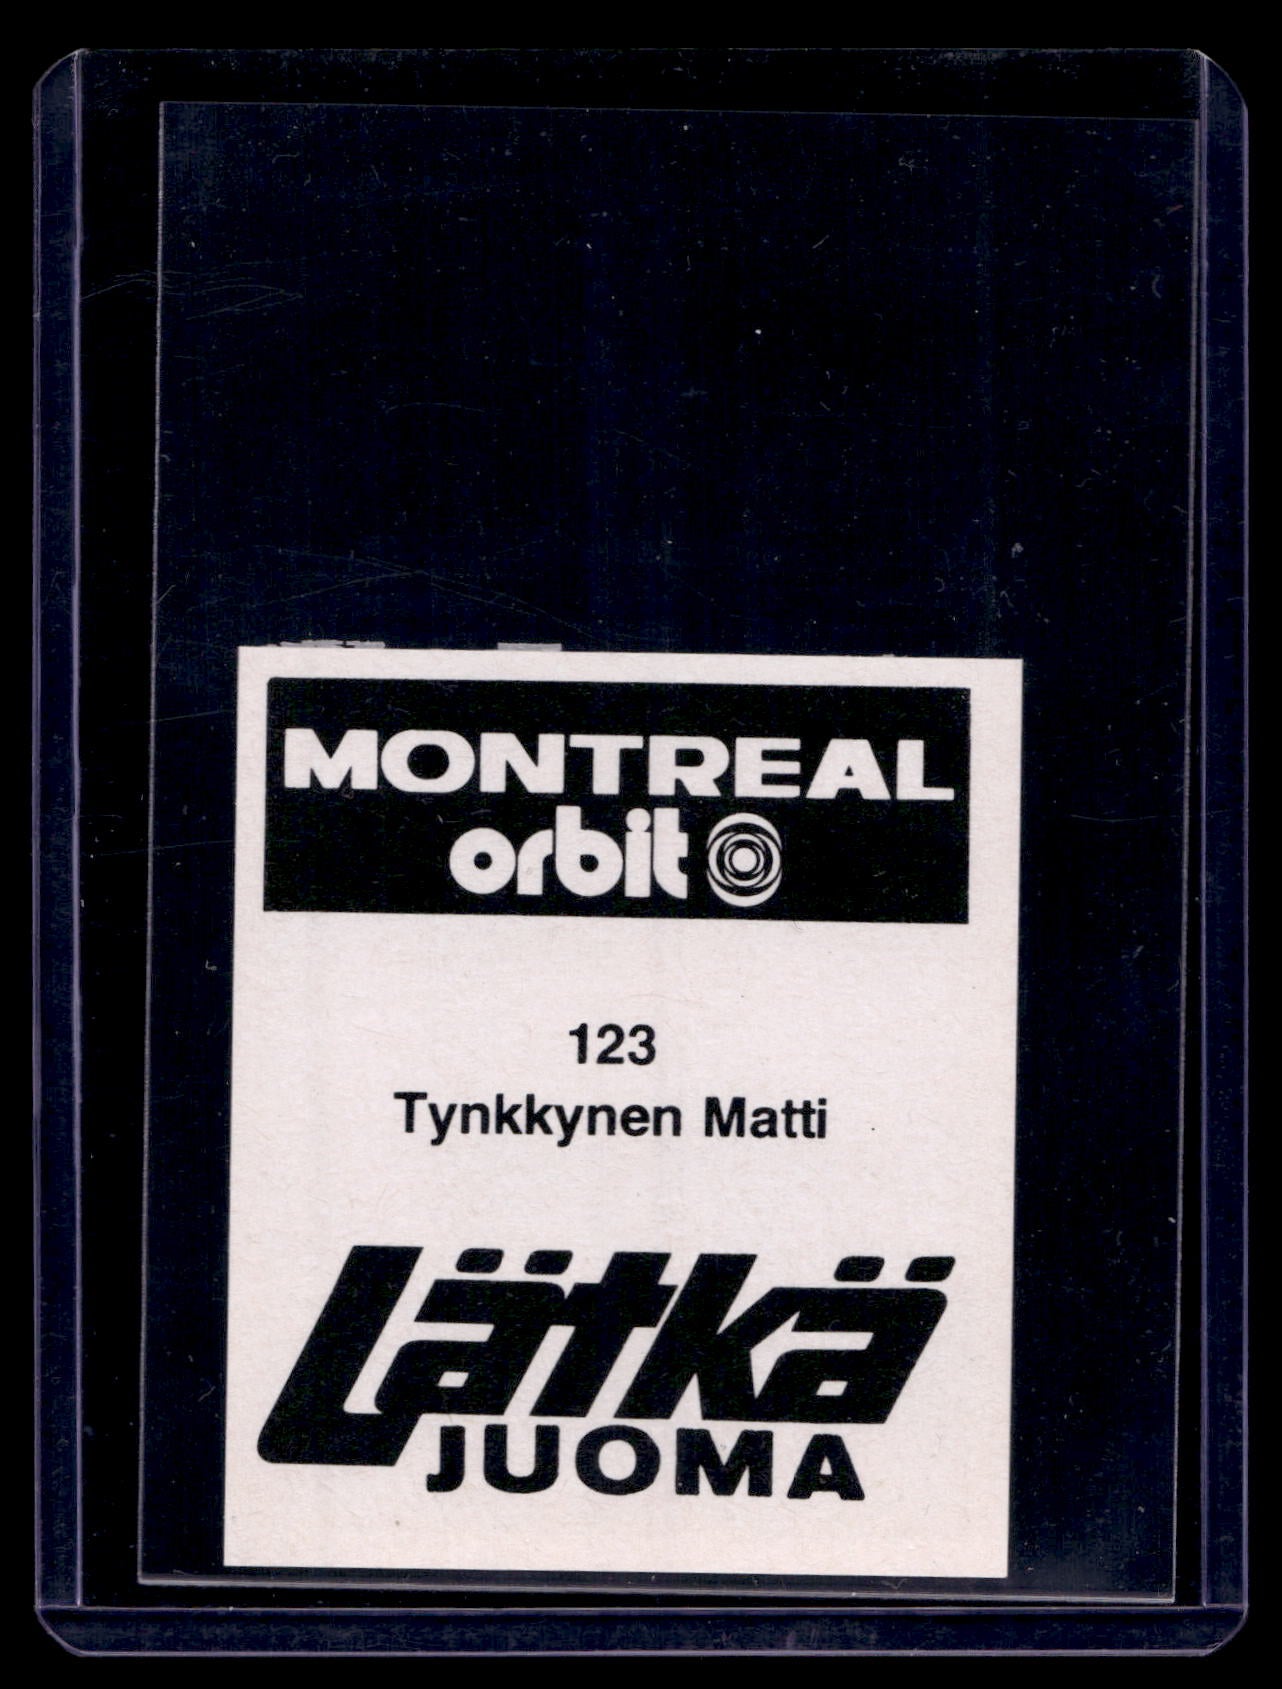 MONTREAL
orbit
123
Tynkkynen Matti
Lätkä
JUOMA